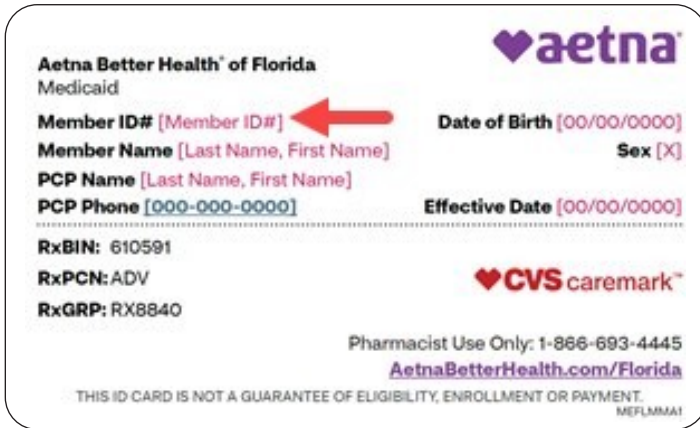 aetna
Aetna Better Health® of Florida
Medicaid
Member ID# [Member ID#]
Date of Birth [00/00/0000]
Member Name [Last Name, First Name]
Sex [X]
PCP Name [Last Name, First Name]
PCP Phone [000-000-0000]
Effective Date [00/00/0000]
RxBIN: 610591
RxPCN: ADV
RxGRP: RX8840
CVS caremark™
Pharmacist Use Only: 1-866-693-4445
AetnaBetterHealth.com/Florida
THIS ID CARD IS NOT A GUARANTEE OF ELIGIBILITY, ENROLLMENT OR PAYMENT.
MEFLMMA1